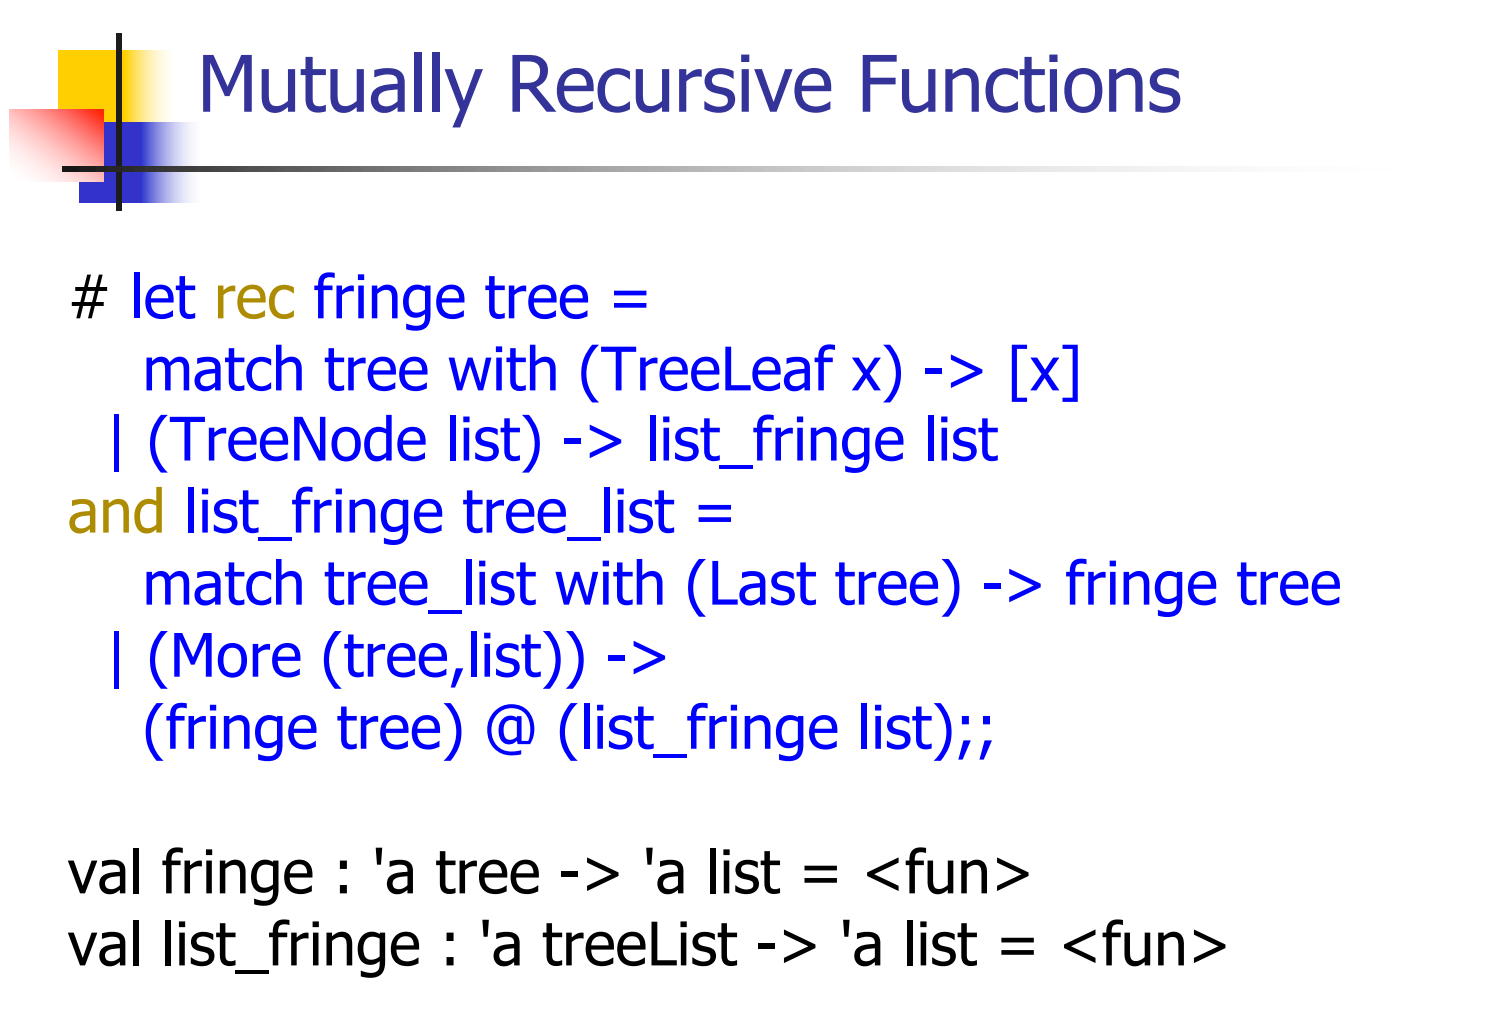 Mutually Recursive Functions
# let rec fringe tree =
match tree with (TreeLeaf x) -> [x]
| (TreeNode list) -> list_fringe list
and list_fringe tree_list =
match tree_list with (Last tree) -> fringe tree
| (More (tree,list)) ->
(fringe tree) @ (list_fringe list);;
val fringe : 'a tree -> 'a list = <fun>
val list_fringe : 'a treeList -> 'a list = <fun>